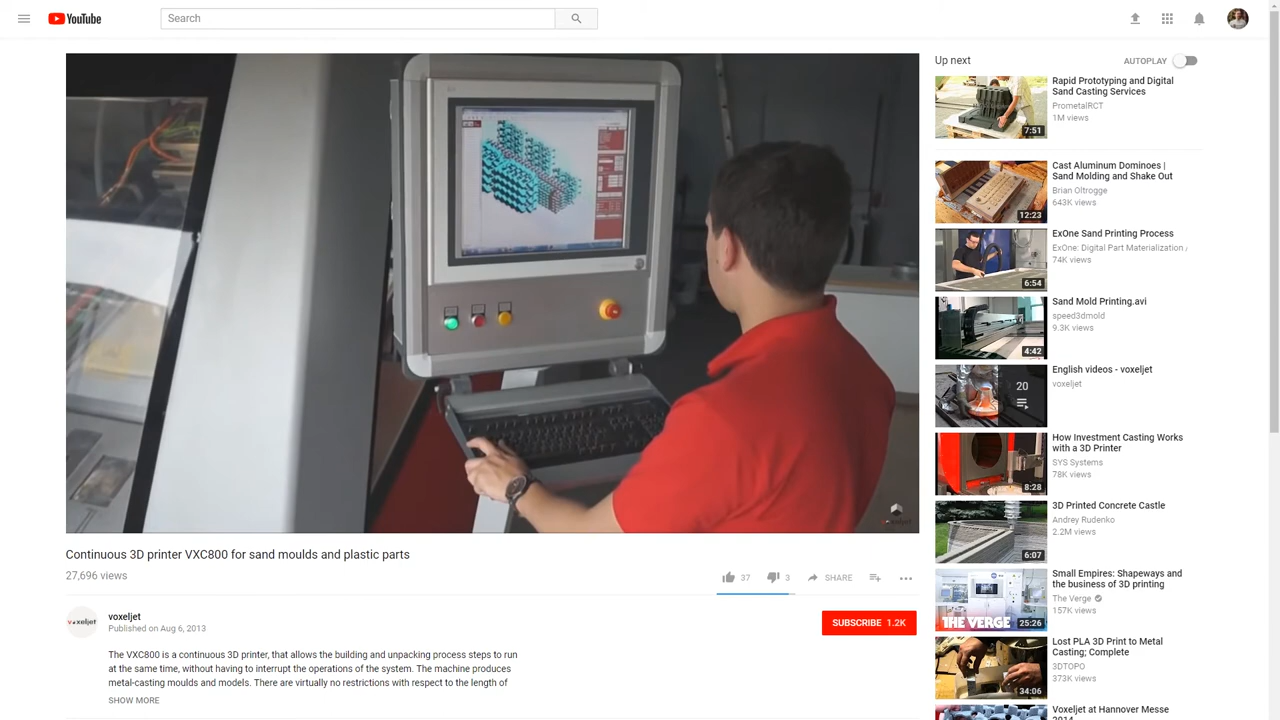 YouTube
Search
Up next
AUTOPLAY
Rapid Prototyping and Digital
Sand Casting Services
PrometalRCT
1M views
7:51
Cast Aluminum Dominoes |
Sand Molding and Shake Out
Brian Oltrogge
643K views
12:23
ExOne Sand Printing Process
ExOne: Digital Part Materialization
74K views
6:54
Sand Mold Printing.avi
speed3dmold
9.3K views
4:42
English videos - voxeljet
voxeljet
20
How Investment Casting Works
with a 3D Printer
SYS Systems
78K views
8:28
3D Printed Concrete Castle
Andrey Rudenko
2.2M views
6:07
Small Empires: Shapeways and
the business of 3D printing
The Verge
157K views
THE VERGE
25:26
Lost PLA 3D Print to Metal
Casting; Complete
3DTOPO
373K views
34:06
Voxeljet at Hannover Messe
2014
voxeljet
Continuous 3D printer VXC800 for sand moulds and plastic parts
27,696 views
37
3
SHARE
voxeljet
voxeljet
Published on Aug 6, 2013
SUBSCRIBE 1.2K
The VXC800 is a continuous 3D printer, that allows the building and unpacking process steps to run
at the same time, without having to interrupt the operations of the system. The machine produces
metal-casting moulds and models. There are virtually no restrictions with respect to the length of
SHOW MORE